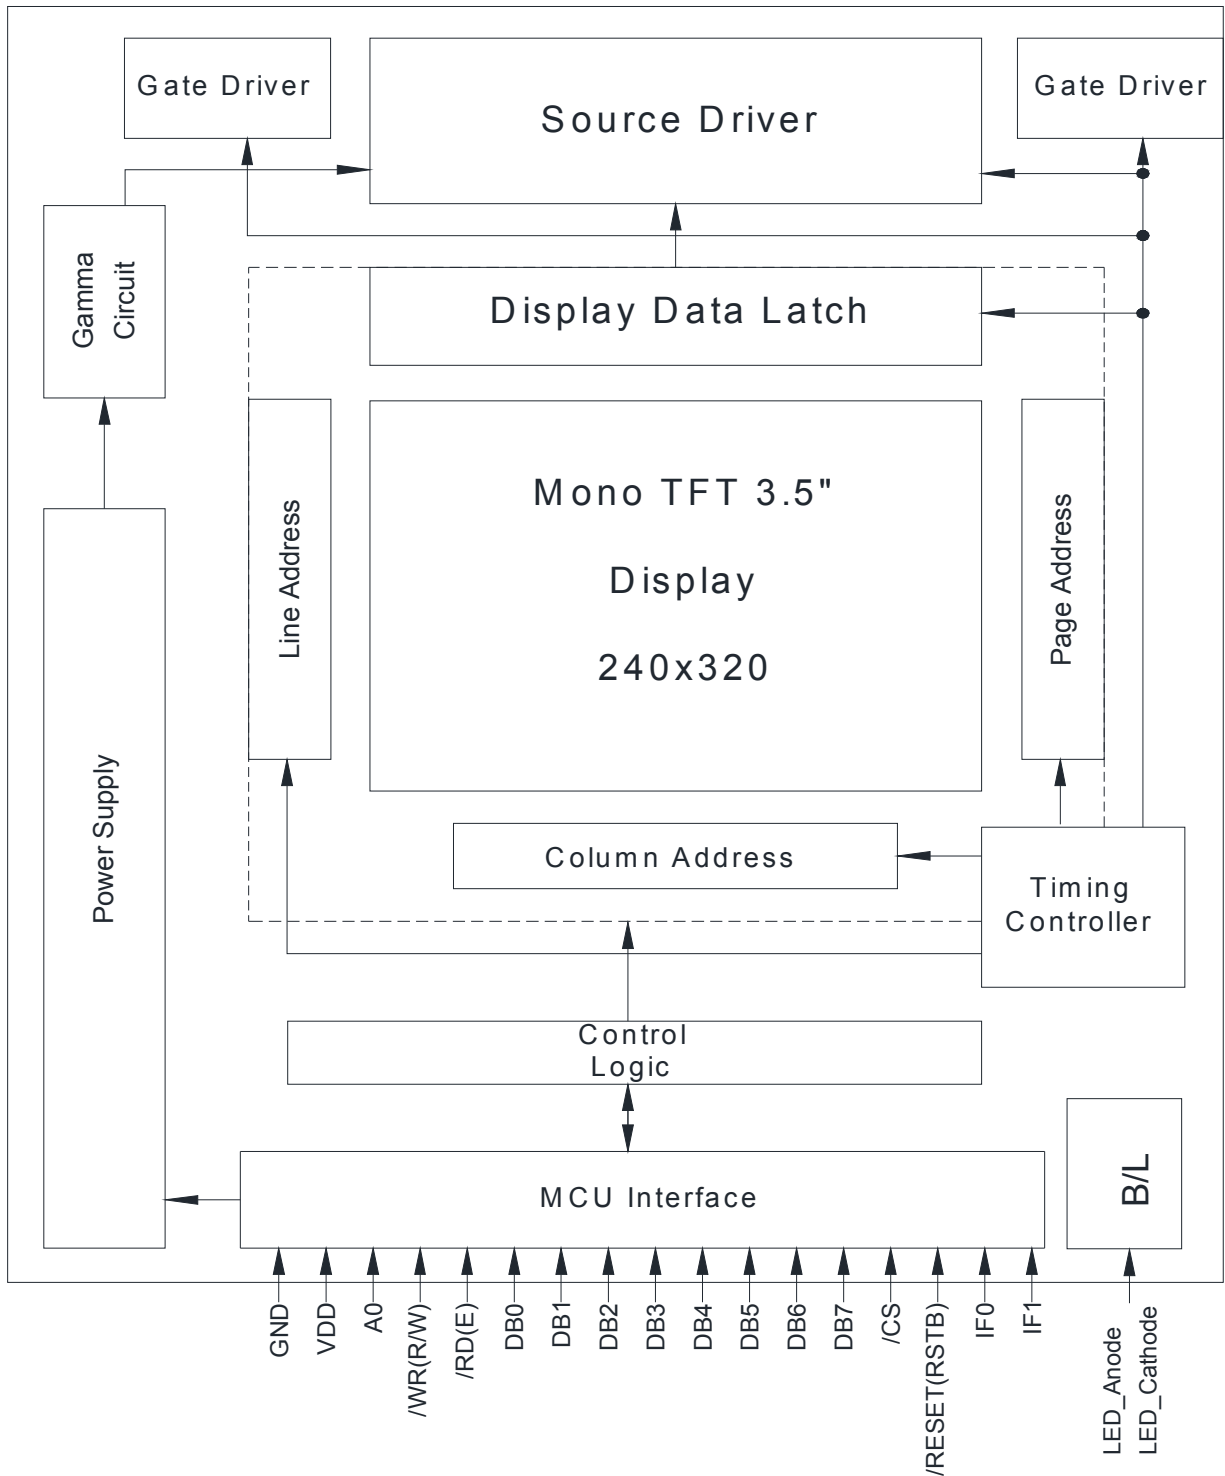 Gate Driver
Source Driver
Gate Driver
Gamma
Circuit
Display Data Latch
Line Address
Mono TFT 3.5"
Display
240x320
Page Address
Power Supply
Column Address
Timing
Controller
Control
Logic
MCU Interface
B/L
GND
VDD
A0
/WR(R/W)
/RD(E)
DB0
DB1
DB2
DB3
DB4
DB5
DB6
DB7
/CS
/RESET(RSTB)
IF0
IF1
LED_Anode
LED_Cathode